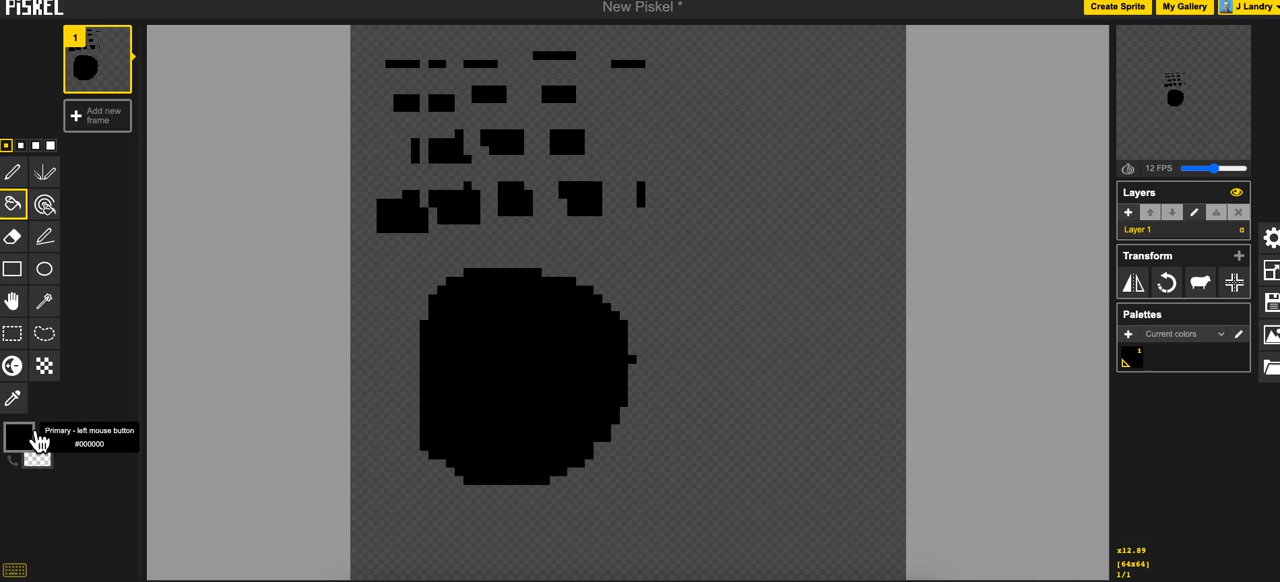 PiSKEL
New Piskel *
Create Sprite
My Gallery
J Landry
1
Add new
frame
12 FPS
Layers
Layer 1
α
Transform
Palettes
Current colors
1
Primary - left mouse button
#000000
x12.89
[64x64]
1/1